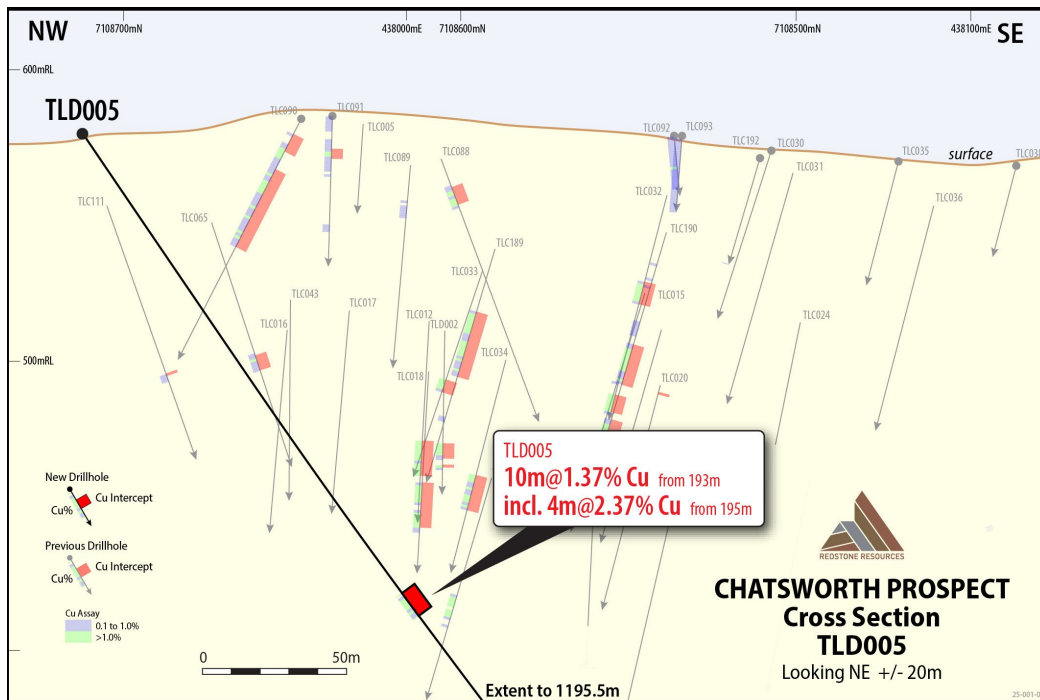 NW
7108700mN
438000mE
7108600mN
7108500mN
438100mE
SE
600mRL
TLD005
TLC090
TLC091
TLC005
TLC089
TLC088
TLC092
TLC093
TLC192
TLC030
TLC031
TLC035
surface
TLC036
TLC111
TLC065
TLC032
TLC190
TLC189
TLC033
TLC043
TLC017
TLC015
TLC016
TLC012
TLD002
TLC024
TLC034
500mRL
TLC018
TLC020
TLD005
10m@1.37% Cu from 193m
incl. 4m@2.37% Cu from 195m
New Drillhole
Cu Intercept
Cu%
Previous Drillhole
Cu Intercept
Cu%
Cu Assay
0.1 to 1.0%
>1.0%
0
50m
REDSTONE RESOURCES
CHATSWORTH PROSPECT
Cross Section
TLD005
Looking NE +/- 20m
Extent to 1195.5m